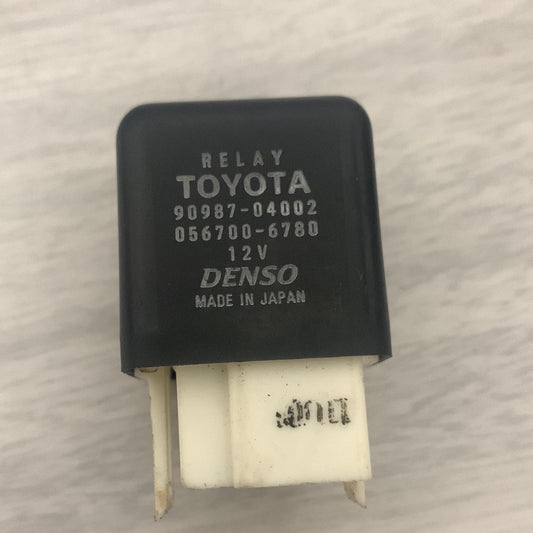 RELAY
TOYOTA
90987-04002
056700-6780
12V
DENSO
MADE IN JAPAN